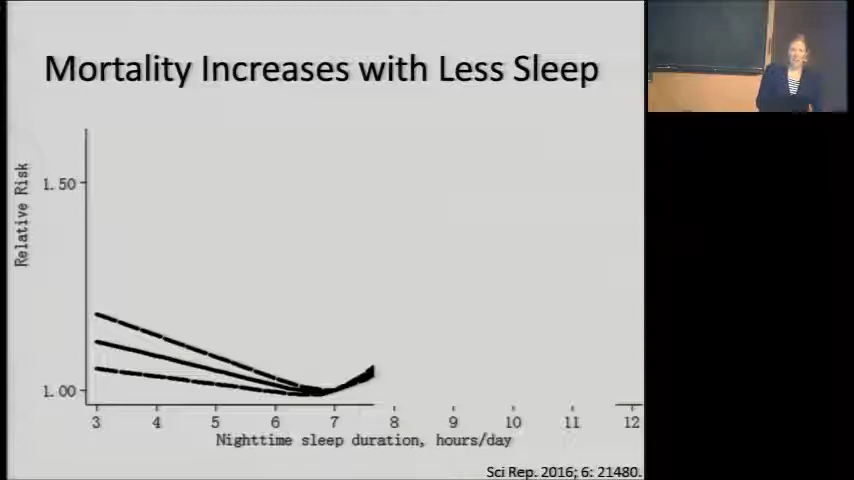 Mortality Increases with Less Sleep
Relative Risk
1.50
1.00
3 4 5 6 7 8 9 10 11 12
Nighttime sleep duration, hours/day
Sci Rep. 2016; 6: 21480.